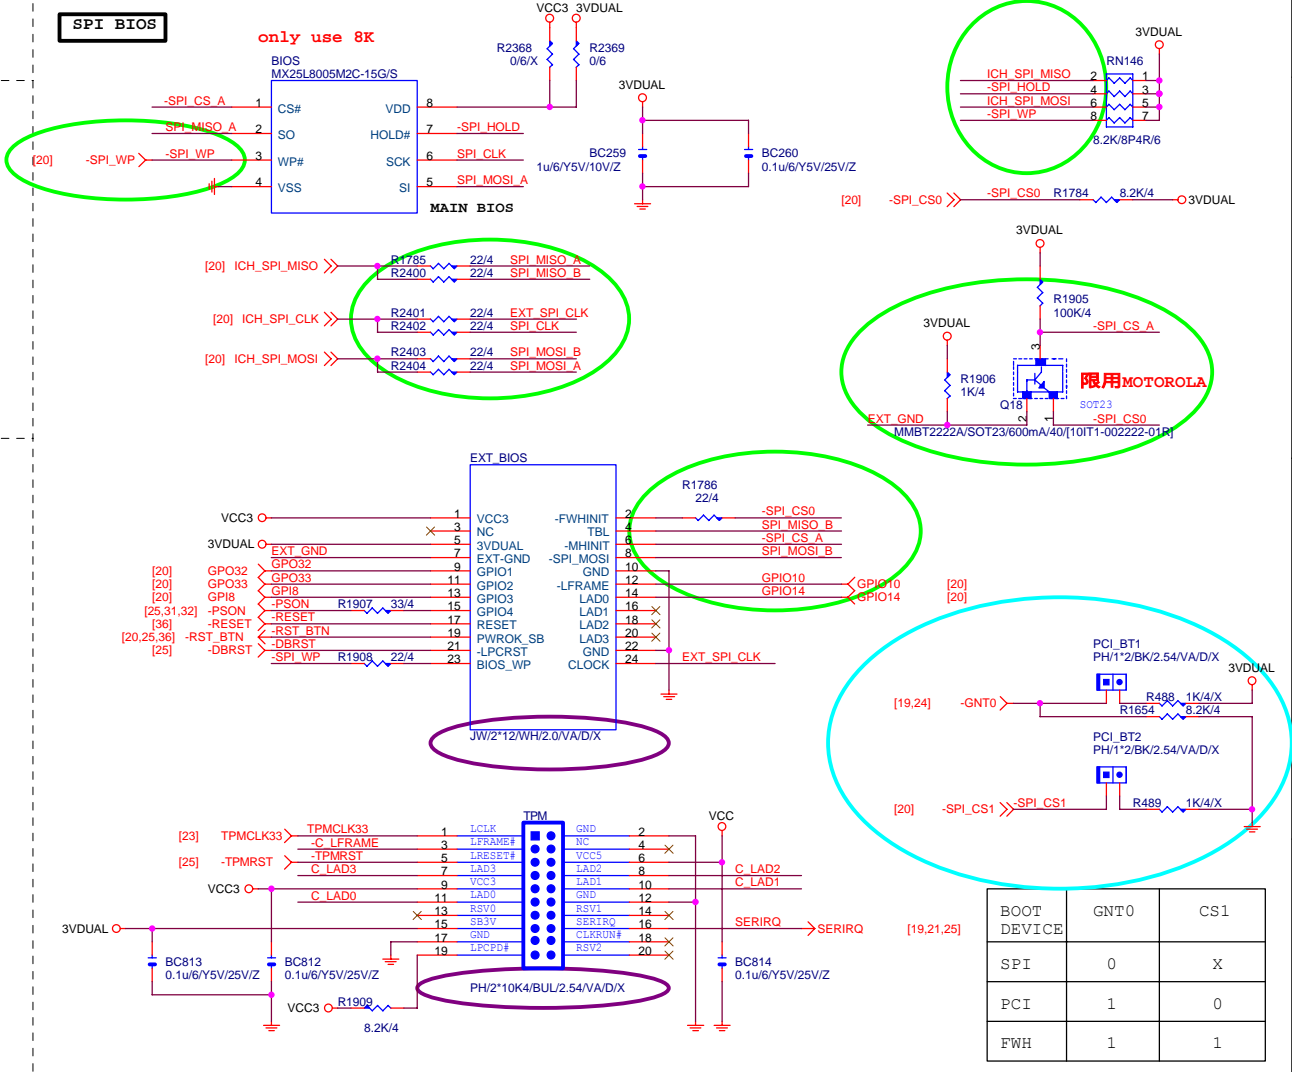 SPI BIOS
only use 8K
BIOS
MX25L8005M2C-15G/S
-SPI_CS_A 1 CS# VDD 8
SPI_MISO_A 2 SO HOLD# 7 -SPI_HOLD
[20] -SPI_WP -SPI_WP 3 WP# SCK 6 SPI_CLK
4 VSS SI 5 SPI_MOSI_A
MAIN BIOS
VCC3 3VDUAL
R2368 R2369
0/6/X 0/6
3VDUAL
BC259 BC260
1u/6/Y5V/10V/Z 0.1u/6/Y5V/25V/Z
3VDUAL
RN146
ICH_SPI_MISO 2 1
-SPI_HOLD 4 3
ICH_SPI_MOSI 6 5
-SPI_WP 8 7
8.2K/8P4R/6
[20] -SPI_CS0 -SPI_CS0 R1784 8.2K/4 3VDUAL
[20] ICH_SPI_MISO R1785 22/4 SPI_MISO_A
R2400 22/4 SPI_MISO_B
[20] ICH_SPI_CLK R2401 22/4 EXT_SPI_CLK
R2402 22/4 SPI_CLK
[20] ICH_SPI_MOSI R2403 22/4 SPI_MOSI_B
R2404 22/4 SPI_MOSI_A
3VDUAL
R1905
100K/4
-SPI_CS_A
3VDUAL
3
R1906
1K/4
限用MOTOROLA
Q18 SOT23
2 1
EXT_GND -SPI_CS0
MMBT2222A/SOT23/600mA/40/[10IT1-002222-01R]
EXT_BIOS
R1786
22/4
VCC3 1 VCC3 -FWHINIT 2 -SPI_CS0
3 NC TBL 4 SPI_MISO_B
3VDUAL 5 3VDUAL -MHINIT 6 -SPI_CS_A
EXT_GND 7 EXT-GND -SPI_MOSI 8 SPI_MOSI_B
[20] GPO32 GPO32 9 GPIO1 GND 10
[20] GPO33 GPO33 11 GPIO2 -LFRAME 12 GPIO10 GPIO10 [20]
[20] GPI8 GPI8 13 GPIO3 LAD0 14 GPIO14 GPIO14 [20]
[25,31,32] -PSON -PSON R1907 33/4 15 GPIO4 LAD1 16
[36] -RESET -RESET 17 RESET LAD2 18
[20,25,36] -RST_BTN -RST_BTN 19 PWROK_SB LAD3 20
[25] -DBRST -DBRST 21 -LPCRST GND 22
-SPI_WP R1908 22/4 23 BIOS_WP CLOCK 24 EXT_SPI_CLK
JW/2*12/WH/2.0/VA/D/X
PCI_BT1
PH/1*2/BK/2.54/VA/D/X
3VDUAL
[19,24] -GNT0 R488 1K/4/X
R1654 8.2K/4
PCI_BT2
PH/1*2/BK/2.54/VA/D/X
[20] -SPI_CS1 -SPI_CS1 R489 1K/4/X
TPM
VCC
[23] TPMCLK33 TPMCLK33 1 LCLK GND 2
-C_LFRAME 3 LFRAME# NC 4
[25] -TPMRST -TPMRST 5 LRESET# VCC5 6
C_LAD3 7 LAD3 LAD2 8 C_LAD2
VCC3 9 VCC3 LAD1 10 C_LAD1
C_LAD0 11 LAD0 GND 12
13 RSV0 RSV1 14
3VDUAL 15 SB3V SERIRQ 16 SERIRQ SERIRQ [19,21,25]
17 GND CLKRUN# 18
19 LPCPD# RSV2 20
BC813 BC812 BC814
0.1u/6/Y5V/25V/Z 0.1u/6/Y5V/25V/Z 0.1u/6/Y5V/25V/Z
PH/2*10K4/BUL/2.54/VA/D/X
VCC3 R1909
8.2K/4
BOOT DEVICE GNT0 CS1
SPI 0 X
PCI 1 0
FWH 1 1